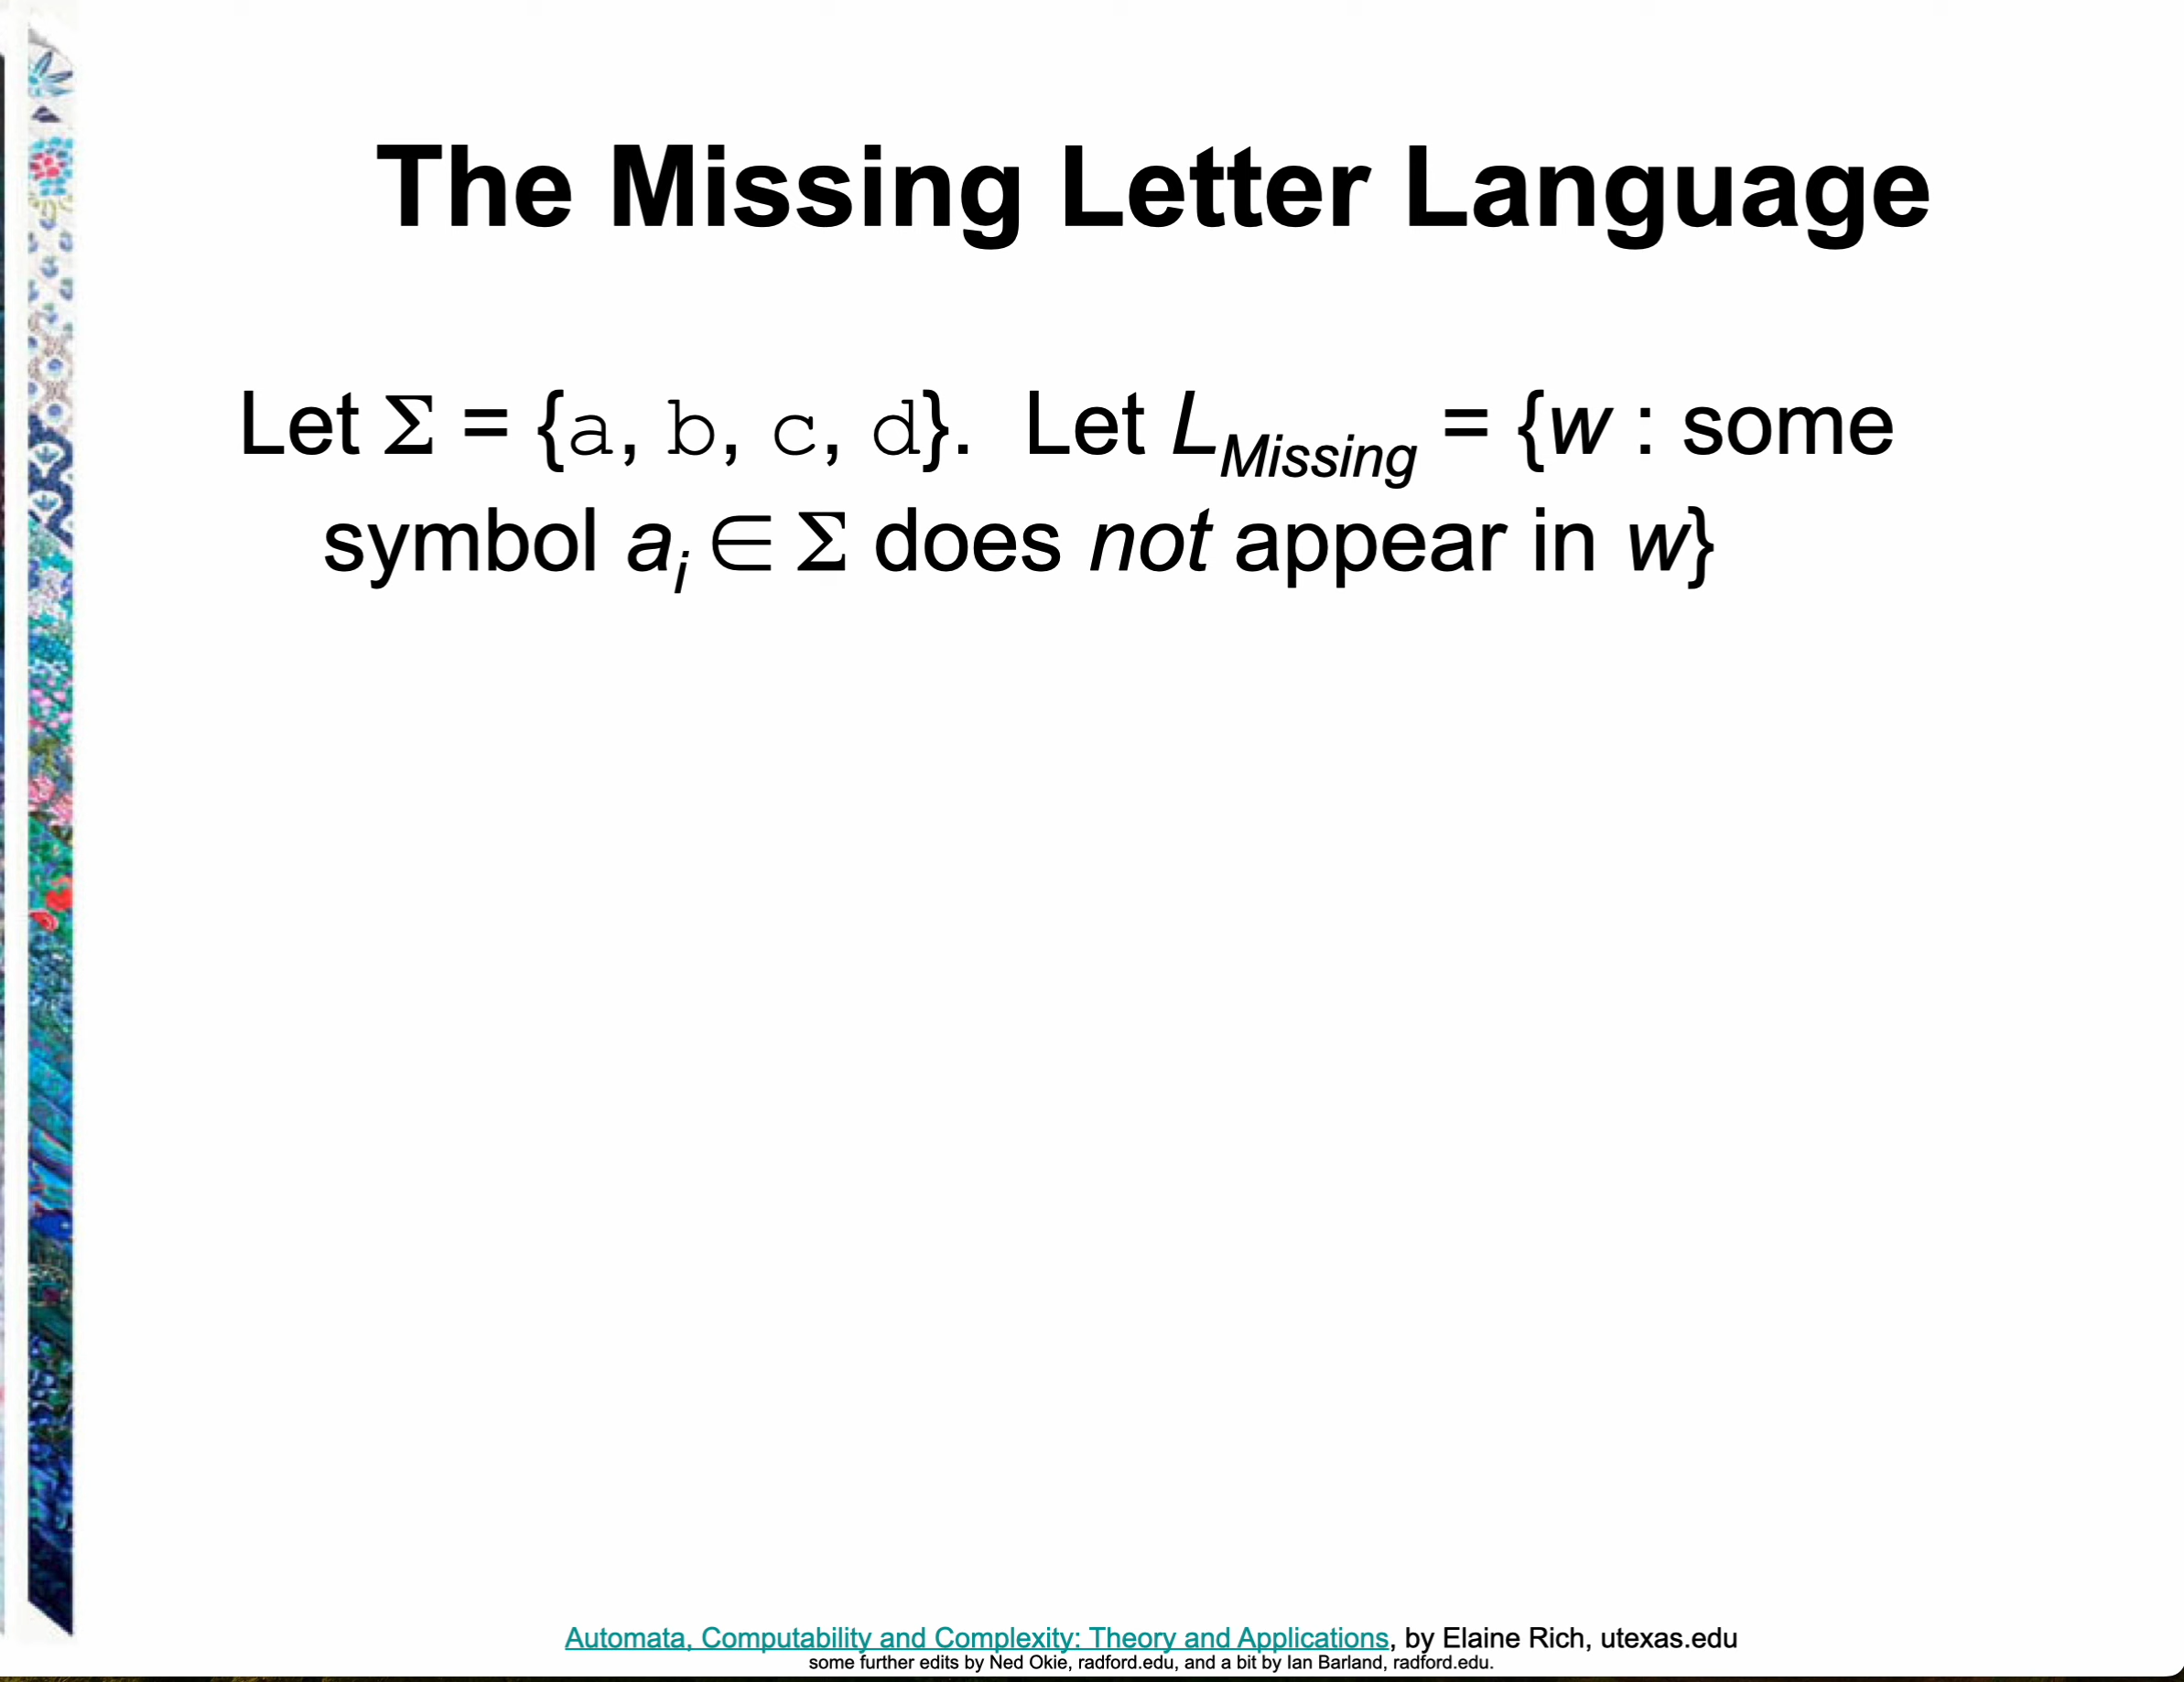 The Missing Letter Language
Let Σ = {a, b, c, d}.  Let L_Missing = {w : some
symbol a_i ∈ Σ does not appear in w}
Automata, Computability and Complexity: Theory and Applications, by Elaine Rich, utexas.edu
some further edits by Ned Okie, radford.edu, and a bit by Ian Barland, radford.edu.